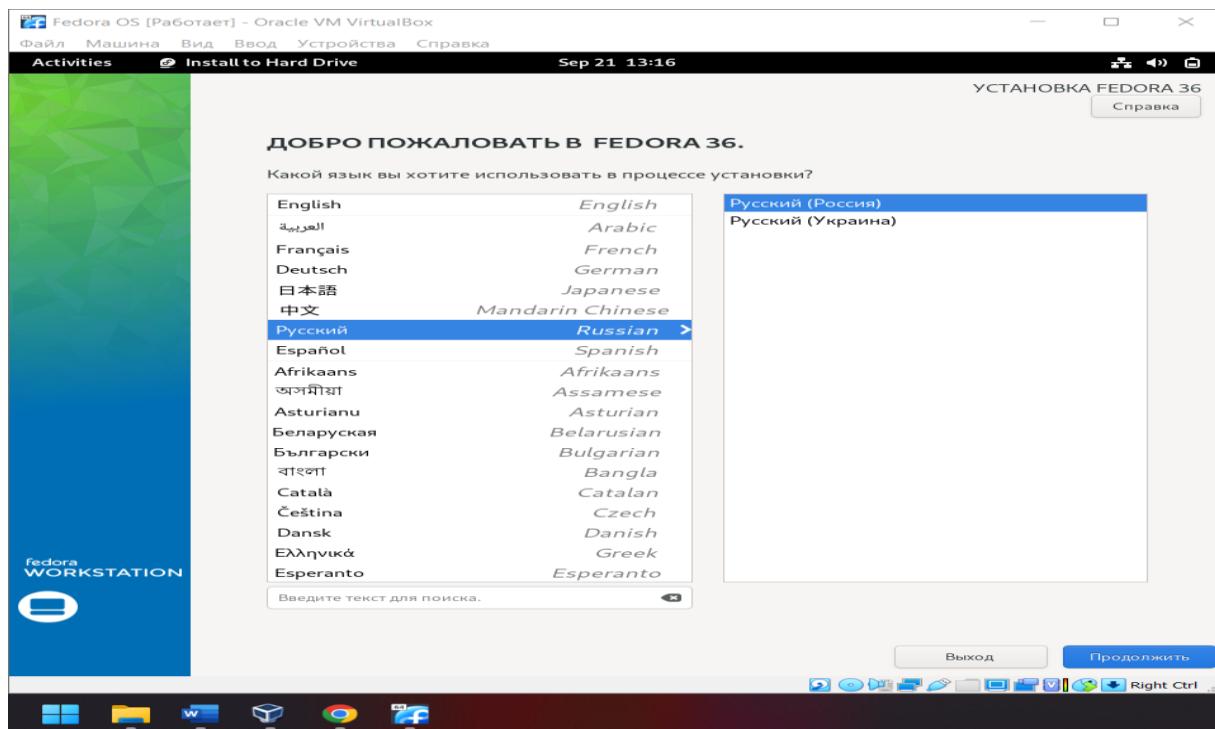 Fedora OS [Работает] - Oracle VM VirtualBox
Файл Машина Вид Ввод Устройства Справка
Activities Install to Hard Drive Sep 21 13:16
УСТАНОВКА FEDORA 36
Справка
ДОБРО ПОЖАЛОВАТЬ В FEDORA 36.
Какой язык вы хотите использовать в процессе установки?
English English
العربية Arabic
Français French
Deutsch German
日本語 Japanese
中文 Mandarin Chinese
Русский Russian
Español Spanish
Afrikaans Afrikaans
অসমীয়া Assamese
Asturianu Asturian
Беларуская Belarusian
Български Bulgarian
বাংলা Bangla
Català Catalan
Čeština Czech
Dansk Danish
Ελληνικά Greek
Esperanto Esperanto
Введите текст для поиска.
Русский (Россия)
Русский (Украина)
fedora
WORKSTATION
Выход Продолжить
Right Ctrl